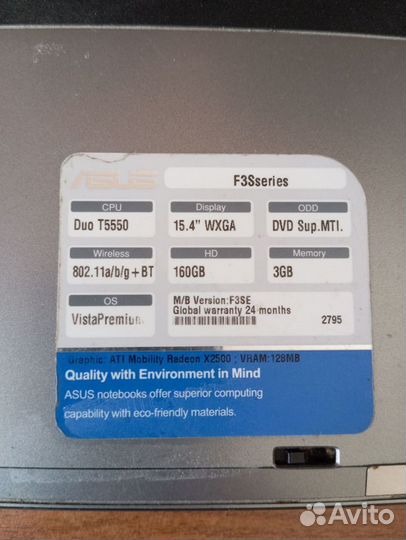 ASUS
F3Sseries
CPU Display ODD
Duo T5550 15.4" WXGA DVD Sup.MTI.
Wireless HD Memory
802.11a/b/g+BT 160GB 3GB
OS
VistaPremium
M/B Version:F3SE
Global warranty 24 months
2795
Graphic: ATI Mobility Radeon X2500 ; VRAM:128MB
Quality with Environment in Mind
ASUS notebooks offer superior computing
capability with eco-friendly materials.
Avito